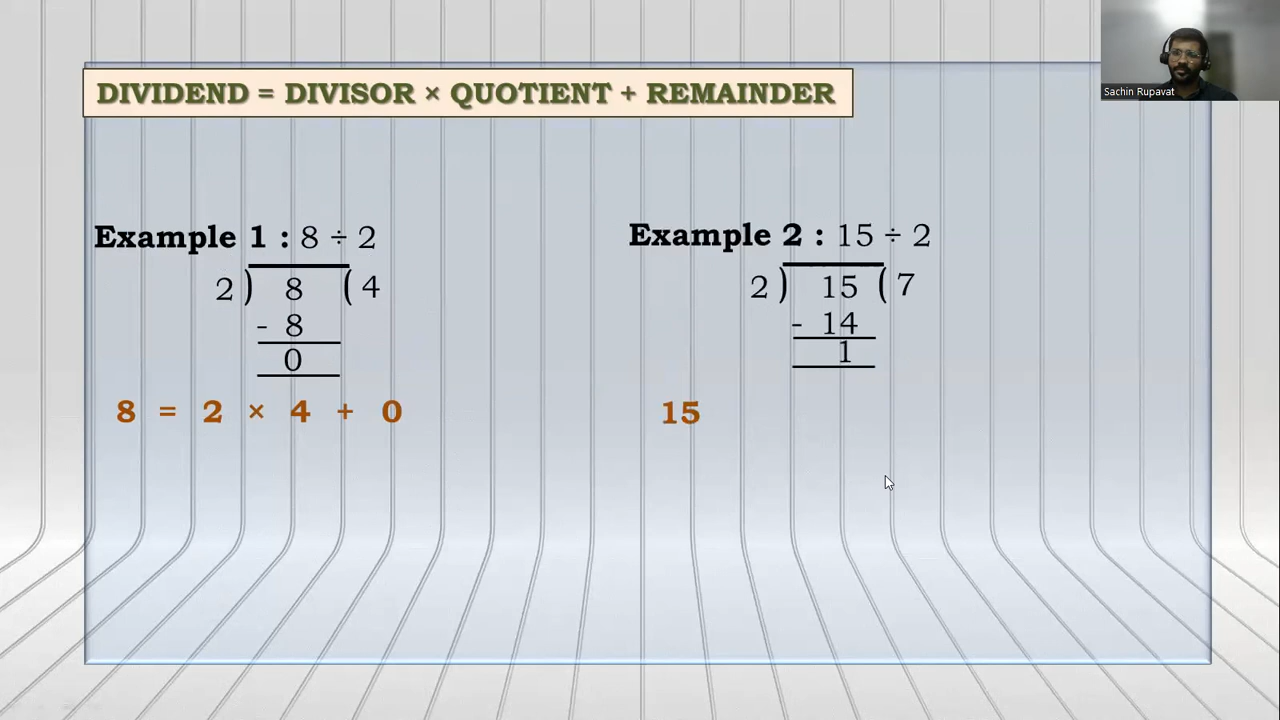 DIVIDEND = DIVISOR × QUOTIENT + REMAINDER
Sachin Rupavat
Example 1 : 8 ÷ 2
2 ) 8 ( 4
- 8
0
8 = 2 × 4 + 0
Example 2 : 15 ÷ 2
2 ) 15 ( 7
- 14
1
15